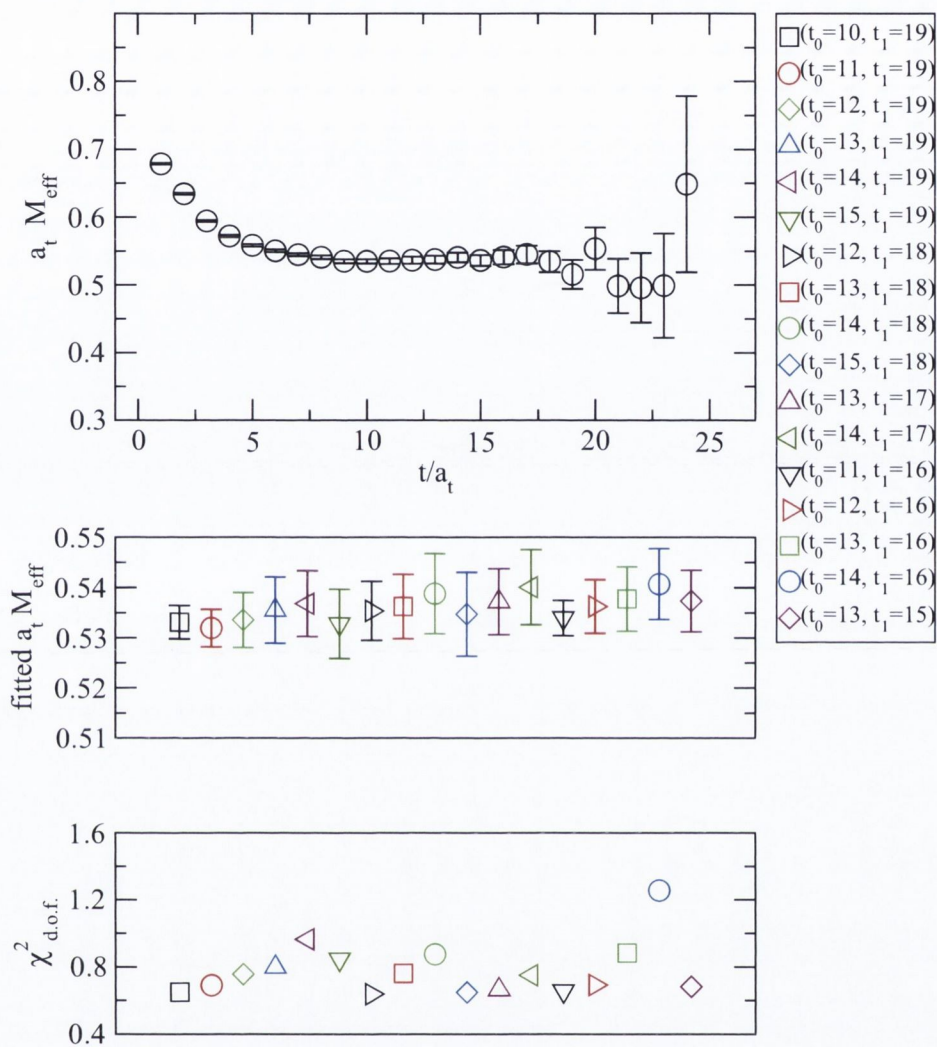 0.8
0.7
0.6
0.5
0.4
0.3
a_t M_eff
0 5 10 15 20 25
t/a_t
(t_0=10, t_1=19)
(t_0=11, t_1=19)
(t_0=12, t_1=19)
(t_0=13, t_1=19)
(t_0=14, t_1=19)
(t_0=15, t_1=19)
(t_0=12, t_1=18)
(t_0=13, t_1=18)
(t_0=14, t_1=18)
(t_0=15, t_1=18)
(t_0=13, t_1=17)
(t_0=14, t_1=17)
(t_0=11, t_1=16)
(t_0=12, t_1=16)
(t_0=13, t_1=16)
(t_0=14, t_1=16)
(t_0=13, t_1=15)
0.55
0.54
0.53
0.52
0.51
fitted a_t M_eff
1.6
1.2
0.8
0.4
χ^2_d.o.f.